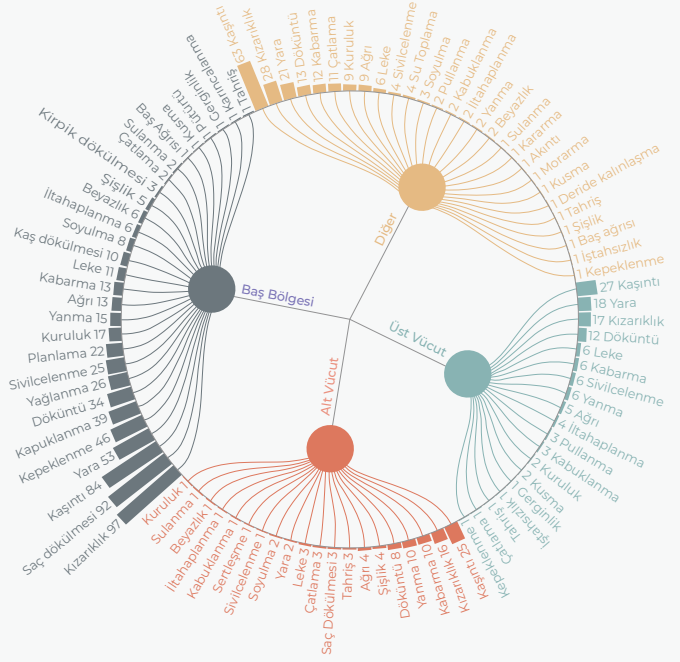 Diğer
63 Kaşıntı
28 Kızarıklık
21 Yara
13 Döküntü
12 Kabarma
11 Çatlama
9 Kuruluk
9 Ağrı
6 Leke
4 Sivilcelenme
4 Su Toplama
3 Soyulma
2 Pullanma
2 Kabuklanma
2 İltahaplanma
2 Yanma
2 Beyazlık
1 Sulanma
1 Kararma
1 Akıntı
1 Morarma
1 Kusma
1 Deride kalınlaşma
1 Tahriş
1 Şişlik
1 Baş ağrısı
1 İştahsızlık
1 Kepeklenme
Üst Vücut
27 Kaşıntı
18 Yara
17 Kızarıklık
12 Döküntü
6 Leke
6 Kabarma
6 Sivilcelenme
6 Yanma
5 Ağrı
4 İltahaplanma
3 Pullanma
3 Kabuklanma
2 Kuruluk
2 Kusma
1 Gerginlik
İştahsızlık 1
Tahriş 1
Çatlama 1
Kepeklenme 1
Alt Vücut
Kaşıntı 25
Kızarıklık 16
Kabarma 10
Yanma 10
Döküntü 8
Şişlik 4
Ağrı 4
Tahriş 3
Saç Dökülmesi 3
Çatlama 3
Leke 3
Yara 2
Soyulma 2
Sivilcelenme 1
Sertleşme 1
Kabuklanma 1
İltahaplanma 1
Beyazlık 1
Sulanma 1
Kuruluk 1
Baş Bölgesi
Kızarıklık 97
Saç dökülmesi 92
Kaşıntı 84
Yara 53
Kepeklenme 46
Kapuklanma 39
Döküntü 34
Yağlanma 26
Sivilcelenme 25
Planlama 22
Kuruluk 17
Yanma 15
Ağrı 13
Kabarma 13
Leke 11
Kaş dökülmesi 10
Soyulma 8
iltahaplanma 6
Beyazlık 6
Şişlik 5
Kirpik dökülmesi 3
Çatlama 2
Sulanma 2
Baş Ağrısı 1
Kusma 1
Pütürtü 1
Gerginlik 1
Karıncalanma 1
Tahriş 1